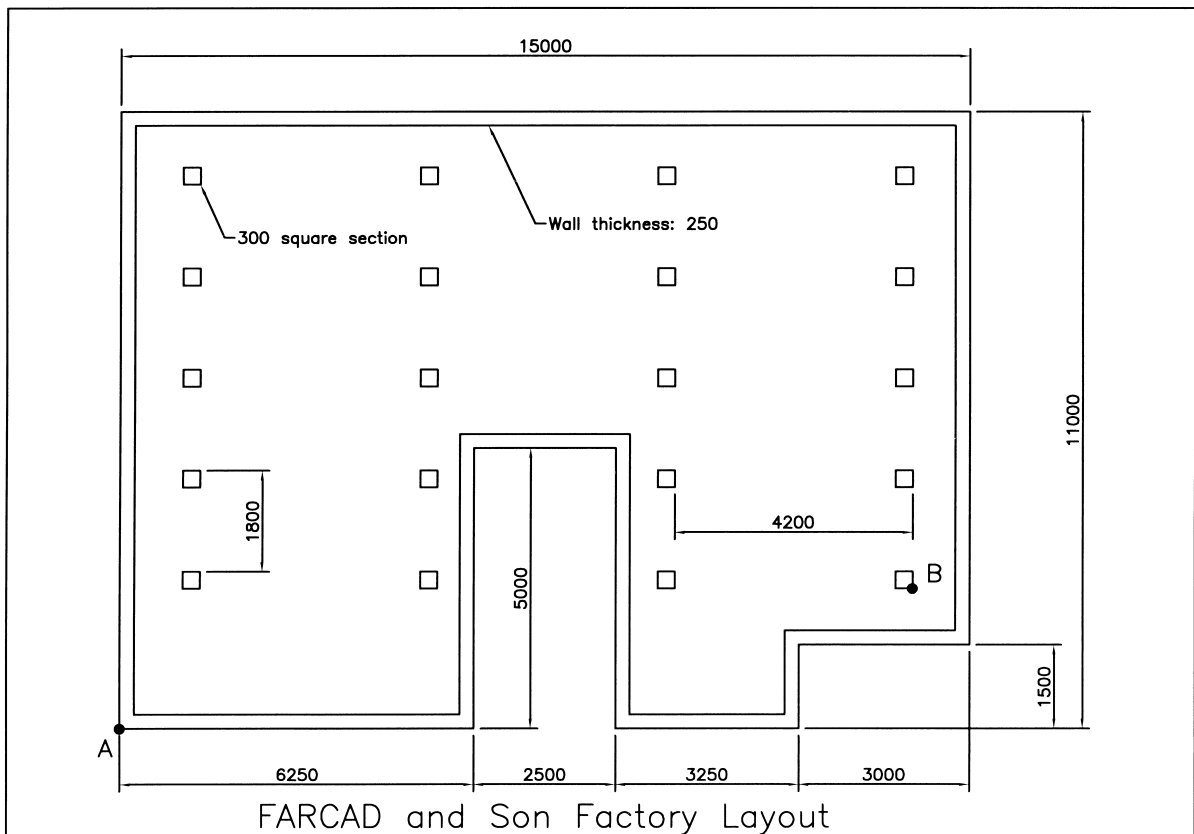 15000
300 square section
Wall thickness: 250
11000
1800
4200
5000
B
1500
A
6250
2500
3250
3000
FARCAD and Son Factory Layout